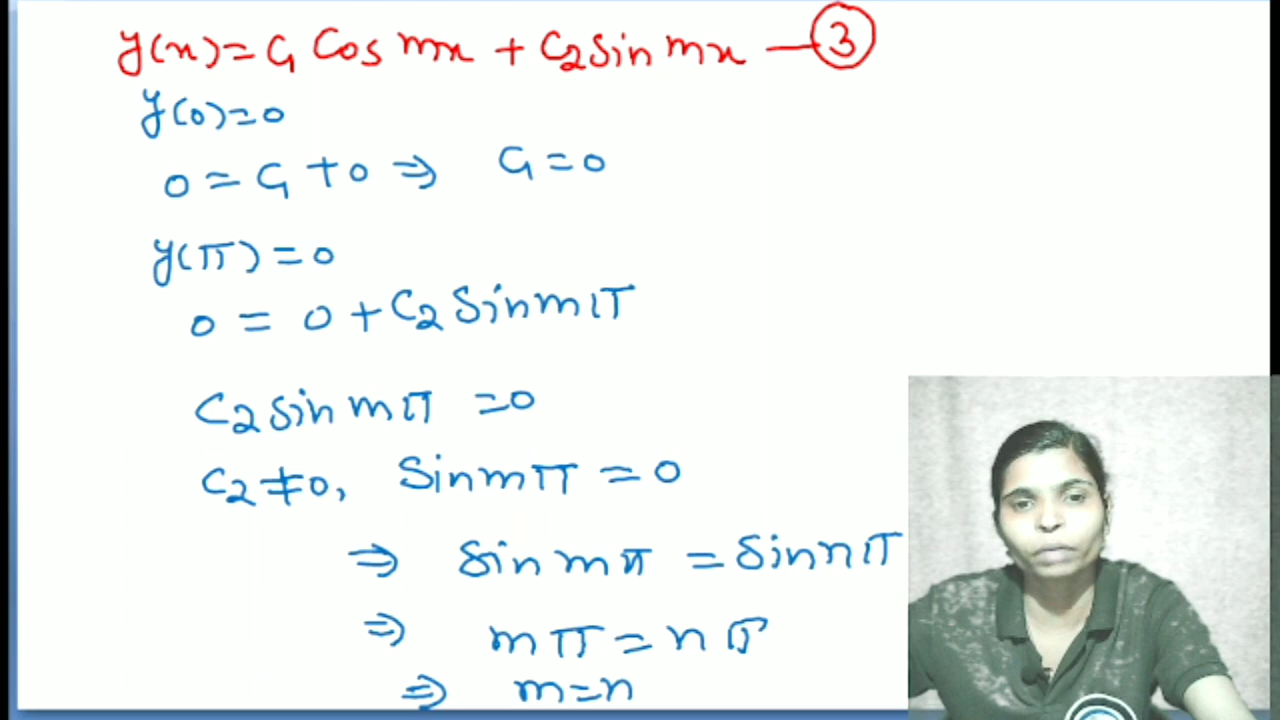 y(x) = C₁ Cos mx + C₂ Sin mx — ③
y(0) = 0
0 = C₁ + 0 ⇒ C₁ = 0
y(π) = 0
0 = 0 + C₂ Sin mπ
C₂ Sin mπ = 0
C₂ ≠ 0, Sin mπ = 0
⇒ Sin mπ = Sin nπ
⇒ mπ = nπ
⇒ m = n